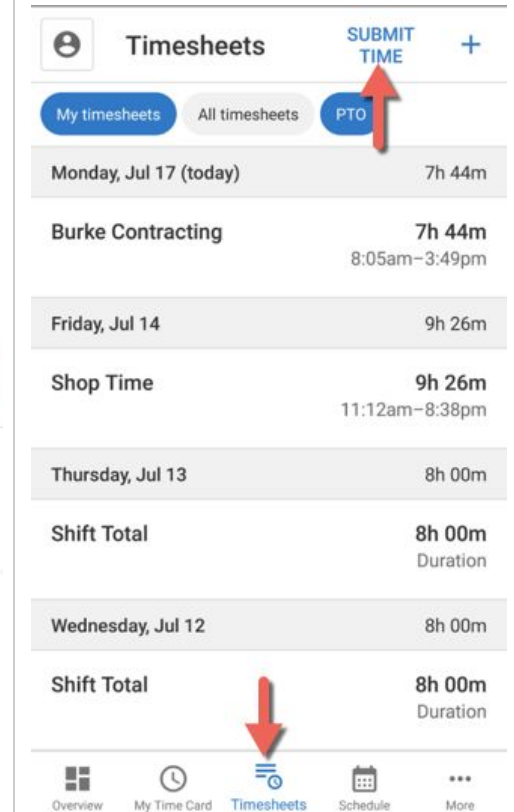 Timesheets
SUBMIT
TIME
+
My timesheets All timesheets PTO
Monday, Jul 17 (today) 7h 44m
Burke Contracting 7h 44m
8:05am–3:49pm
Friday, Jul 14 9h 26m
Shop Time 9h 26m
11:12am–8:38pm
Thursday, Jul 13 8h 00m
Shift Total 8h 00m
Duration
Wednesday, Jul 12 8h 00m
Shift Total 8h 00m
Duration
Overview My Time Card Timesheets Schedule More